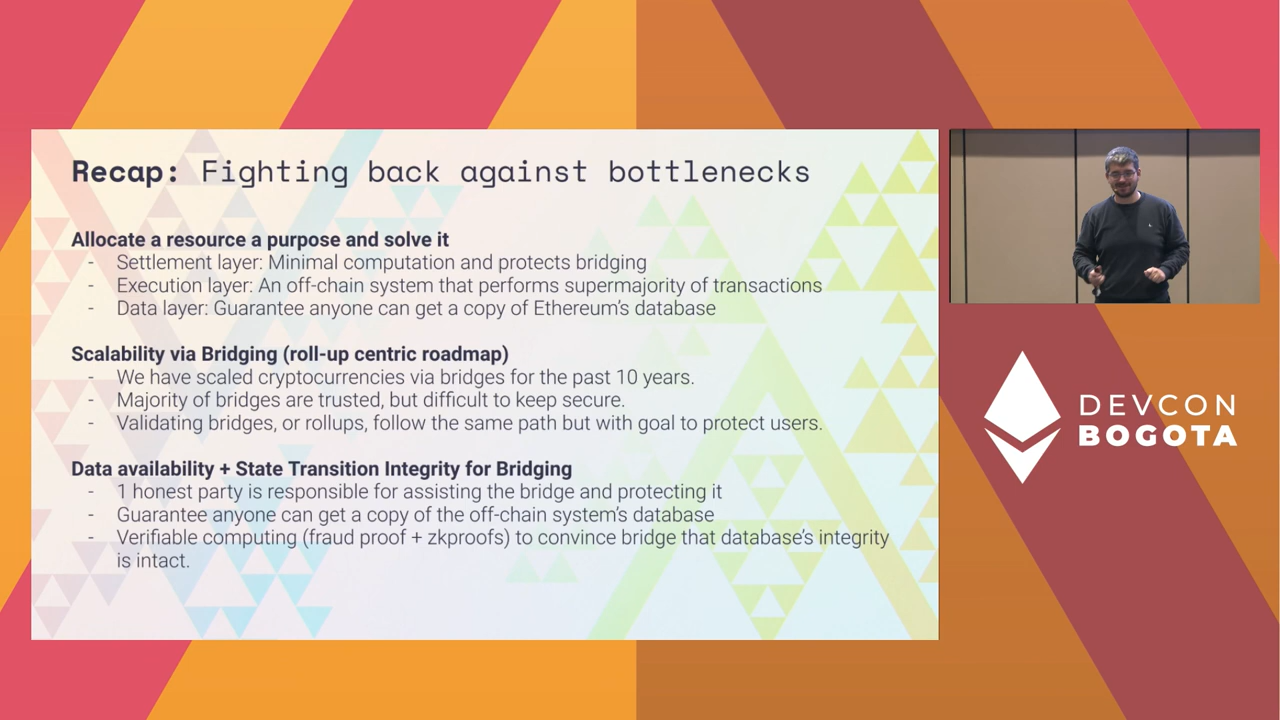 Recap: Fighting back against bottlenecks
Allocate a resource a purpose and solve it
- Settlement layer: Minimal computation and protects bridging
- Execution layer: An off-chain system that performs supermajority of transactions
- Data layer: Guarantee anyone can get a copy of Ethereum's database
Scalability via Bridging (roll-up centric roadmap)
- We have scaled cryptocurrencies via bridges for the past 10 years.
- Majority of bridges are trusted, but difficult to keep secure.
- Validating bridges, or rollups, follow the same path but with goal to protect users.
Data availability + State Transition Integrity for Bridging
- 1 honest party is responsible for assisting the bridge and protecting it
- Guarantee anyone can get a copy of the off-chain system's database
- Verifiable computing (fraud proof + zkproofs) to convince bridge that database's integrity
is intact.
DEVCON
BOGOTA